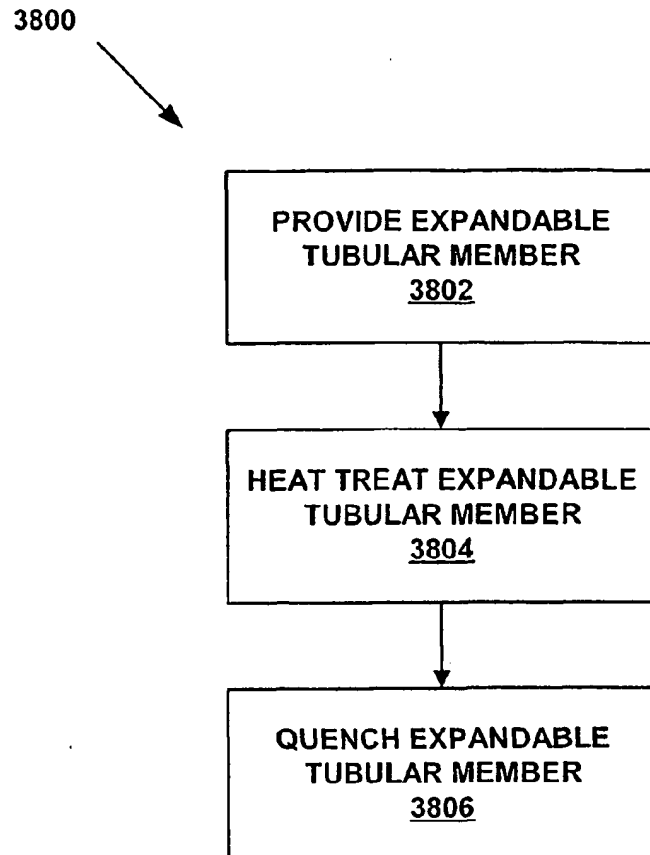 3800
PROVIDE EXPANDABLE
TUBULAR MEMBER
3802
HEAT TREAT EXPANDABLE
TUBULAR MEMBER
3804
QUENCH EXPANDABLE
TUBULAR MEMBER
3806